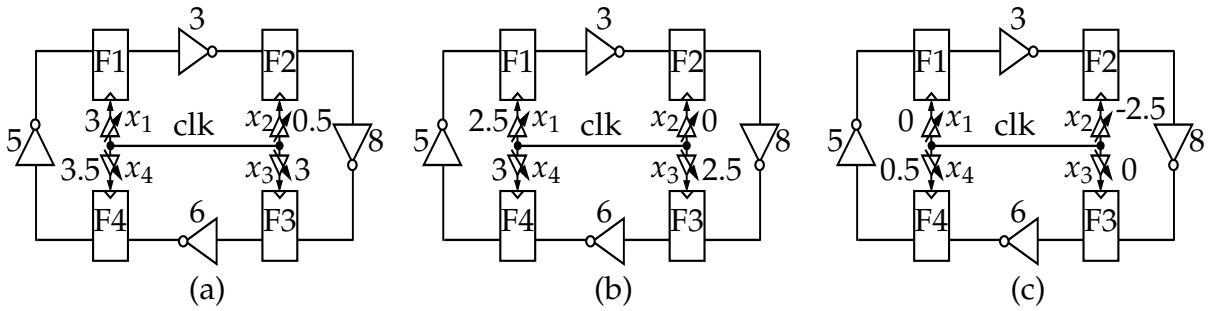 3 3 3
F1 F2 F1 F2 F1 F2
5 3 x₁ clk x₂ 0.5 8 5 2.5 x₁ clk x₂ 0 8 5 0 x₁ clk x₂ -2.5 8
3.5 x₄ x₃ 3 3 x₄ x₃ 2.5 0.5 x₄ x₃ 0
F4 6 F3 F4 6 F3 F4 6 F3
(a) (b) (c)